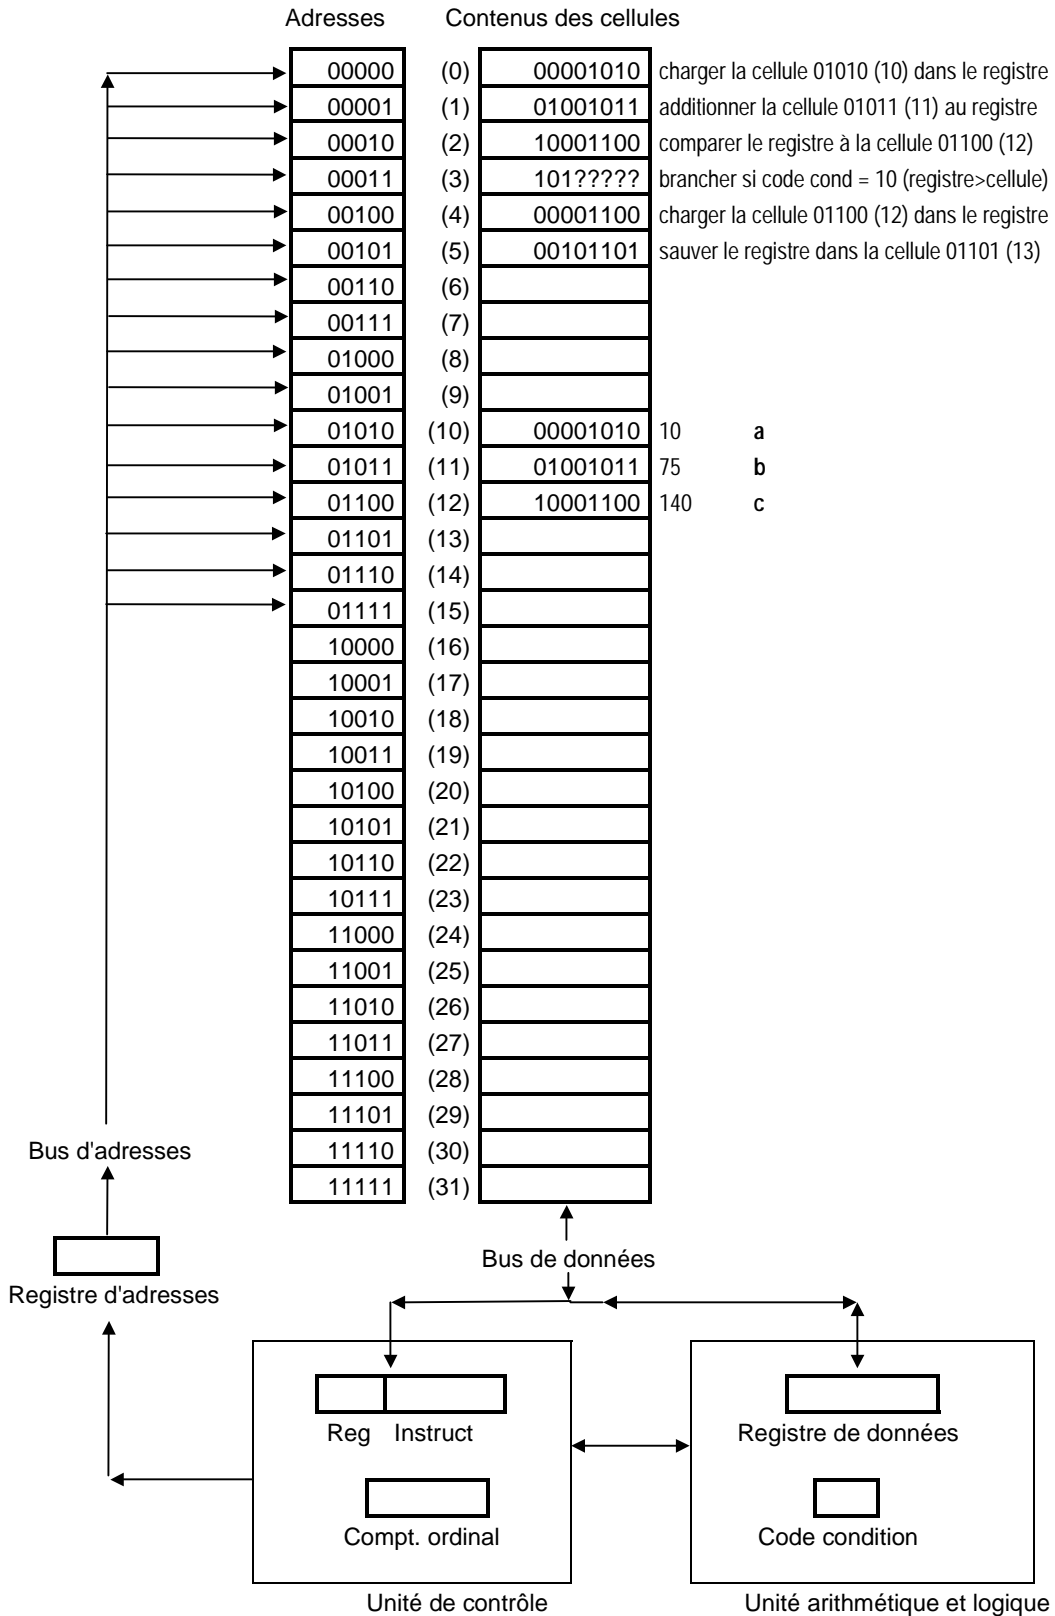 Adresses Contenus des cellules
00000 (0) 00001010 charger la cellule 01010 (10) dans le registre
00001 (1) 01001011 additionner la cellule 01011 (11) au registre
00010 (2) 10001100 comparer le registre à la cellule 01100 (12)
00011 (3) 101????? brancher si code cond = 10 (registre>cellule)
00100 (4) 00001100 charger la cellule 01100 (12) dans le registre
00101 (5) 00101101 sauver le registre dans la cellule 01101 (13)
00110 (6)
00111 (7)
01000 (8)
01001 (9)
01010 (10) 00001010 10 a
01011 (11) 01001011 75 b
01100 (12) 10001100 140 c
01101 (13)
01110 (14)
01111 (15)
10000 (16)
10001 (17)
10010 (18)
10011 (19)
10100 (20)
10101 (21)
10110 (22)
10111 (23)
11000 (24)
11001 (25)
11010 (26)
11011 (27)
11100 (28)
11101 (29)
11110 (30)
11111 (31)
Bus d'adresses
Bus de données
Registre d'adresses
Reg Instruct
Registre de données
Compt. ordinal
Code condition
Unité de contrôle
Unité arithmétique et logique